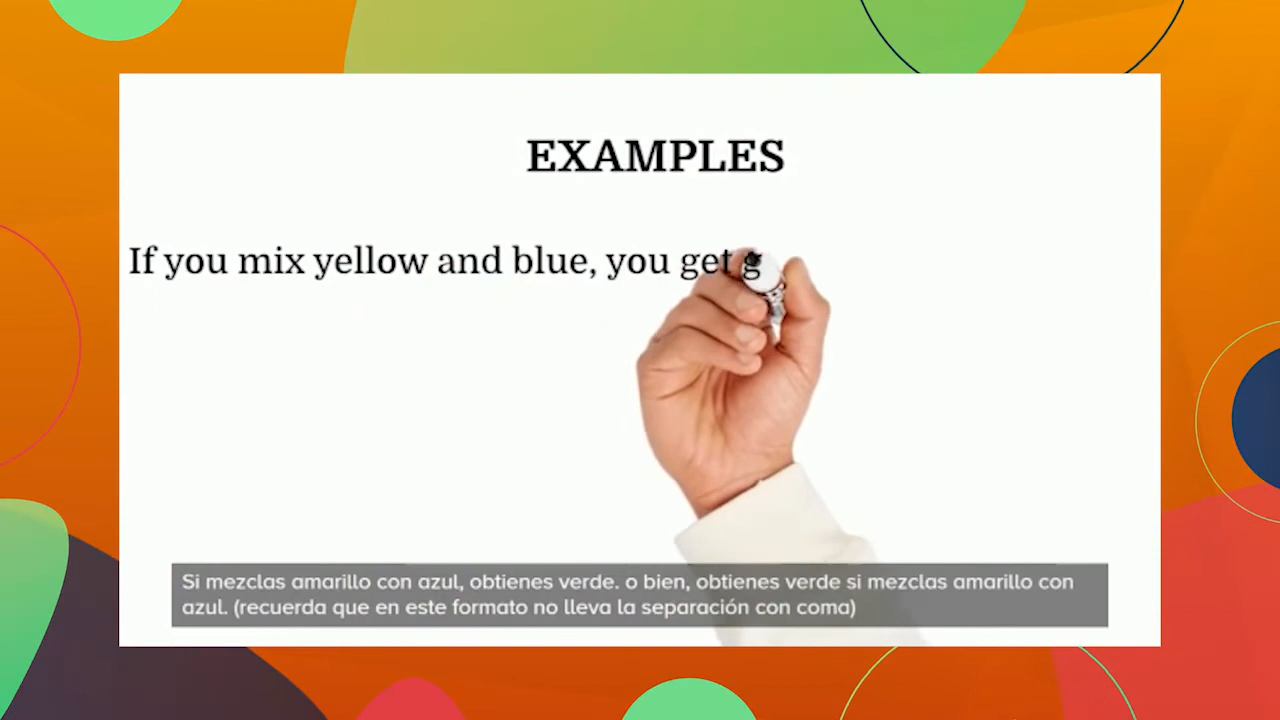 EXAMPLES
If you mix yellow and blue, you get g
Si mezclas amarillo con azul, obtienes verde. o bien, obtienes verde si mezclas amarillo con
azul. (recuerda que en este formato no lleva la separación con coma)